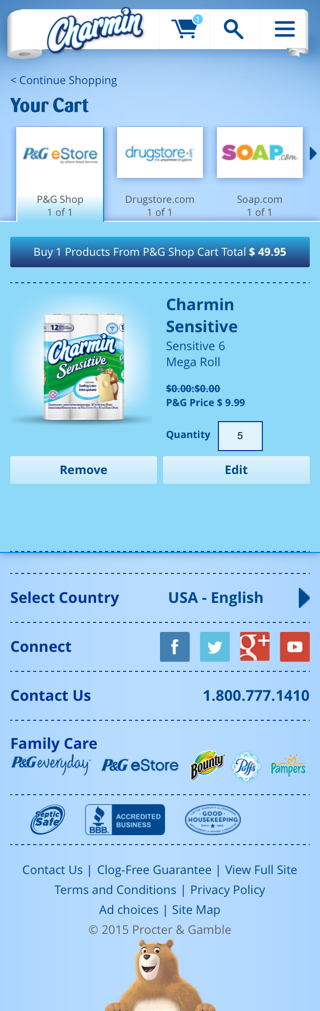 Charmin
1
< Continue Shopping
Your Cart
P&G eStore
drugstore
SOAP.com
P&G Shop
1 of 1
Drugstore.com
1 of 1
Soap.com
1 of 1
Buy 1 Products From P&G Shop Cart Total $ 49.95
12
Charmin
Sensitive
Charmin
Sensitive
Sensitive 6
Mega Roll
$0.00:$0.00
P&G Price $ 9.99
Quantity 5
Remove
Edit
Select Country
USA - English
Connect
f
g+
Contact Us
1.800.777.1410
Family Care
P&G everyday
P&G eStore
Bounty
Puffs
Pampers
Septic Safe
BBB
ACCREDITED
BUSINESS
GOOD
HOUSEKEEPING
Contact Us | Clog-Free Guarantee | View Full Site
Terms and Conditions | Privacy Policy
Ad choices | Site Map
© 2015 Procter & Gamble